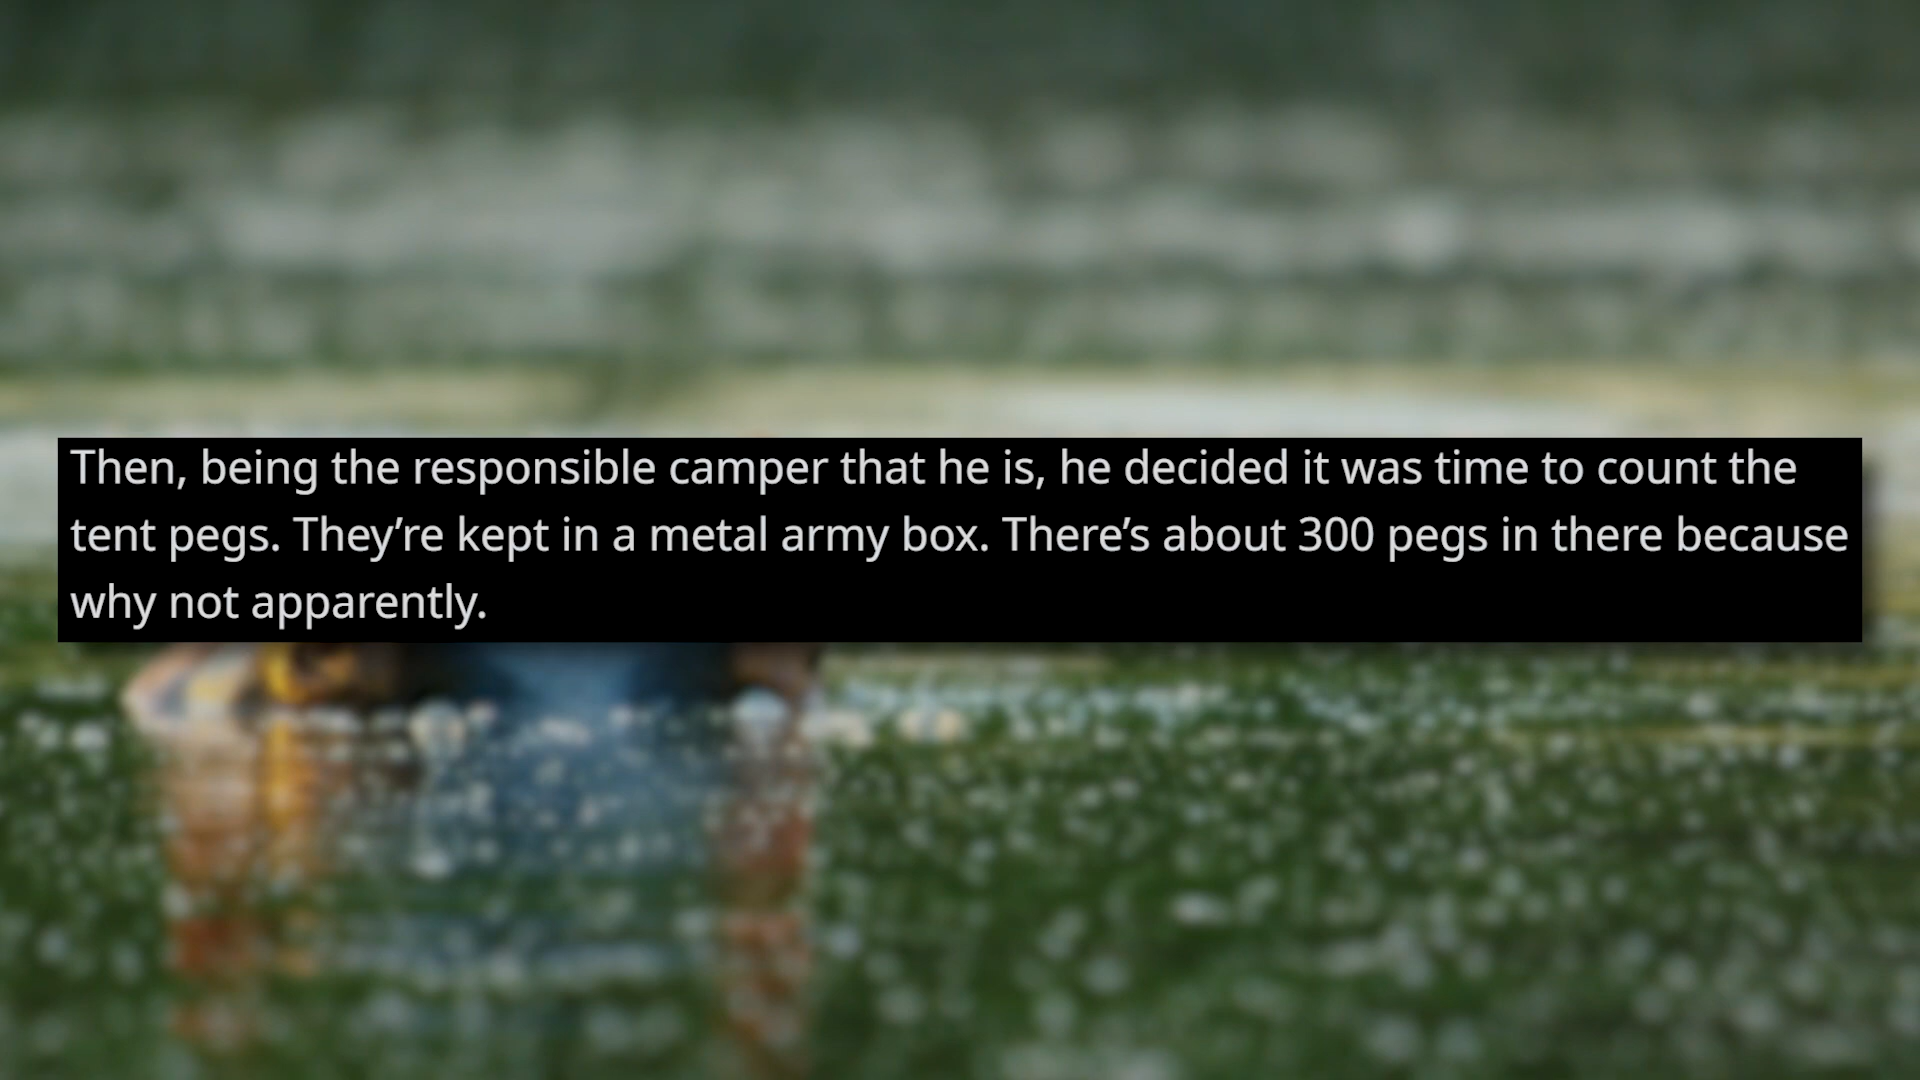 Then, being the responsible camper that he is, he decided it was time to count the
tent pegs. They’re kept in a metal army box. There’s about 300 pegs in there because
why not apparently.